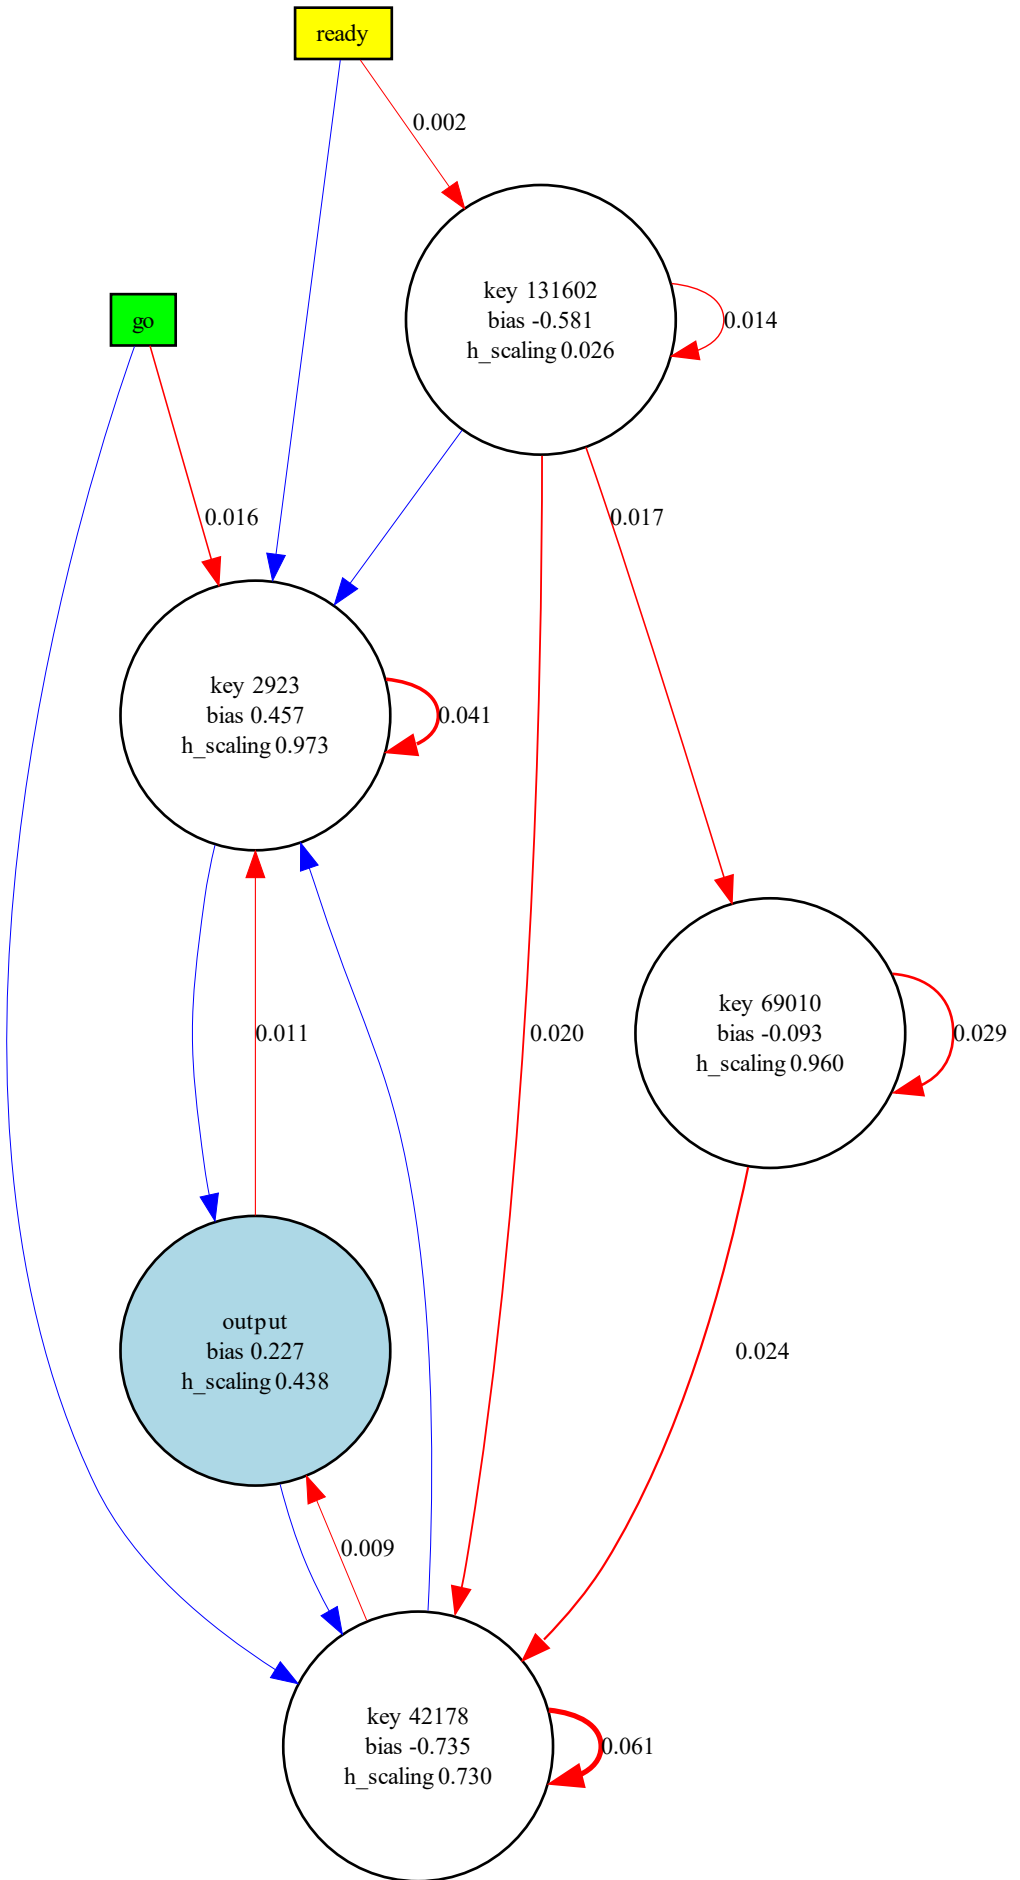 ready
0.002
key 131602
bias -0.581
h_scaling 0.026
0.014
go
0.016
0.017
key 2923
bias 0.457
h_scaling 0.973
0.041
0.011
0.020
key 69010
bias -0.093
h_scaling 0.960
0.029
output
bias 0.227
h_scaling 0.438
0.024
0.009
key 42178
bias -0.735
h_scaling 0.730
0.061